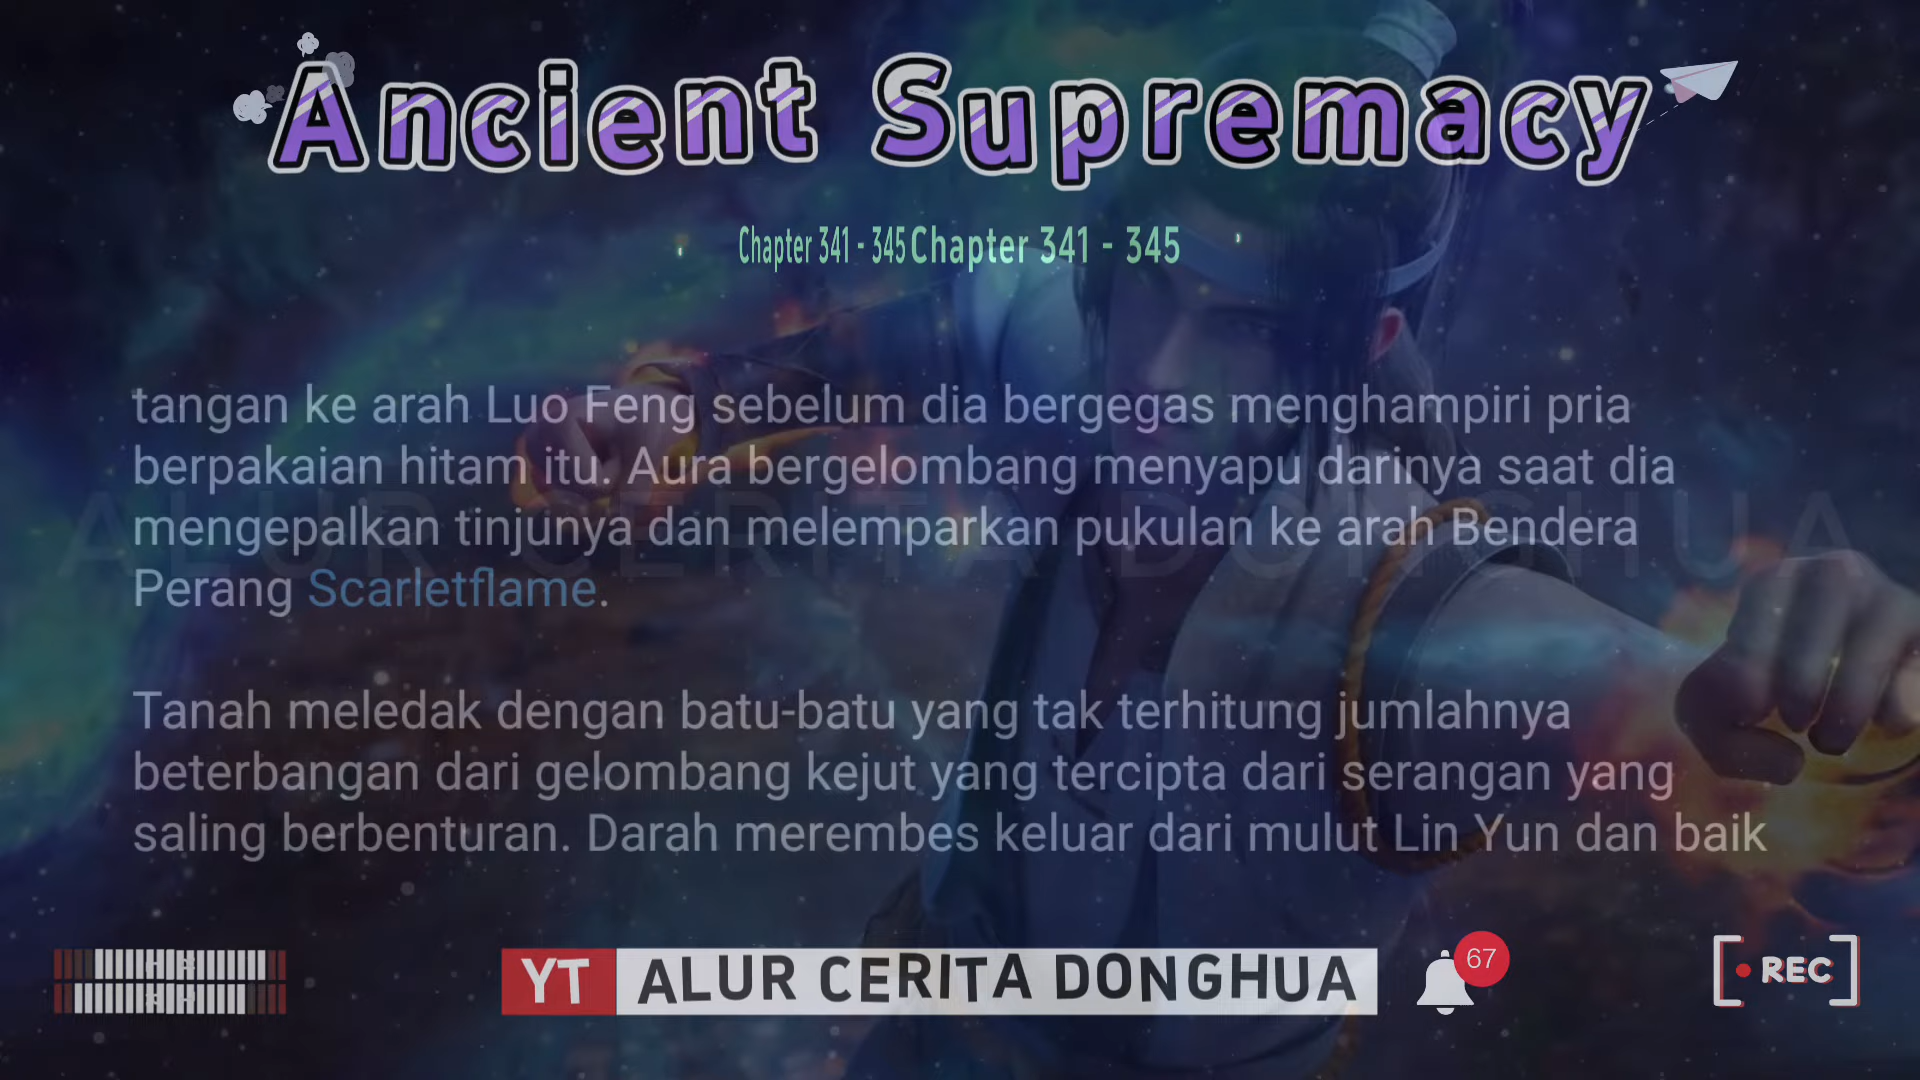 Ancient Supremacy
Chapter 341 - 345 Chapter 341 - 345
tangan ke arah Luo Feng sebelum dia bergegas menghampiri pria
berpakaian hitam itu. Aura bergelombang menyapu darinya saat dia
mengepalkan tinjunya dan melemparkan pukulan ke arah Bendera
Perang Scarletflame.
Tanah meledak dengan batu-batu yang tak terhitung jumlahnya
beterbangan dari gelombang kejut yang tercipta dari serangan yang
saling berbenturan. Darah merembes keluar dari mulut Lin Yun dan baik
ALUR CERITA DONGHUA
YT ALUR CERITA DONGHUA
67
REC